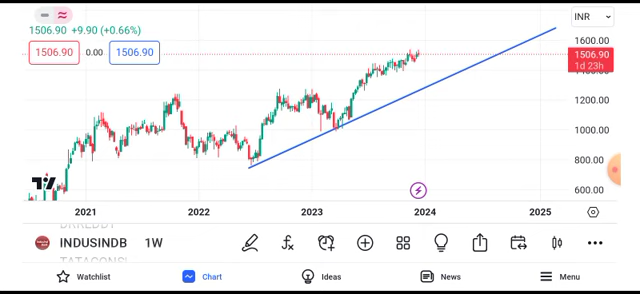 INR
1506.90 +9.90 (+0.66%)
1506.90 0.00 1506.90
1600.00
1506.90
1d 23h
1400.00
1200.00
1000.00
800.00
600.00
2021 2022 2023 2024 2025
INDUSINDB 1W
Watchlist Chart Ideas News Menu